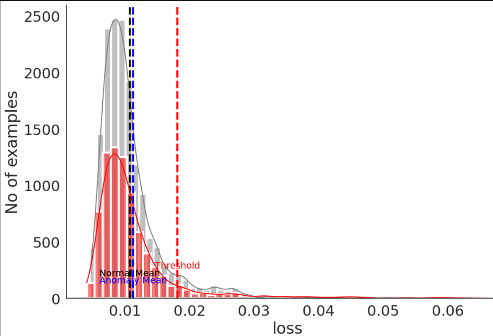 2500
2000
1500
1000
500
0
No of examples
Threshold
Normal Mean
Anomaly Mean
0.01 0.02 0.03 0.04 0.05 0.06
loss